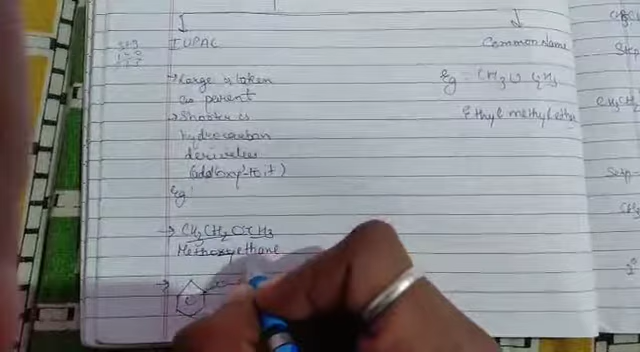 IUPAC
Common Name
→ Large is taken
as parent
→ Shorter is
hydrocarbon
derivative
(add 'oxy' to it)
Eg:
→ CH3CH2OCH3
Methoxyethane
→
Eg: CH3 O C2H5
Ethyl methyl ether